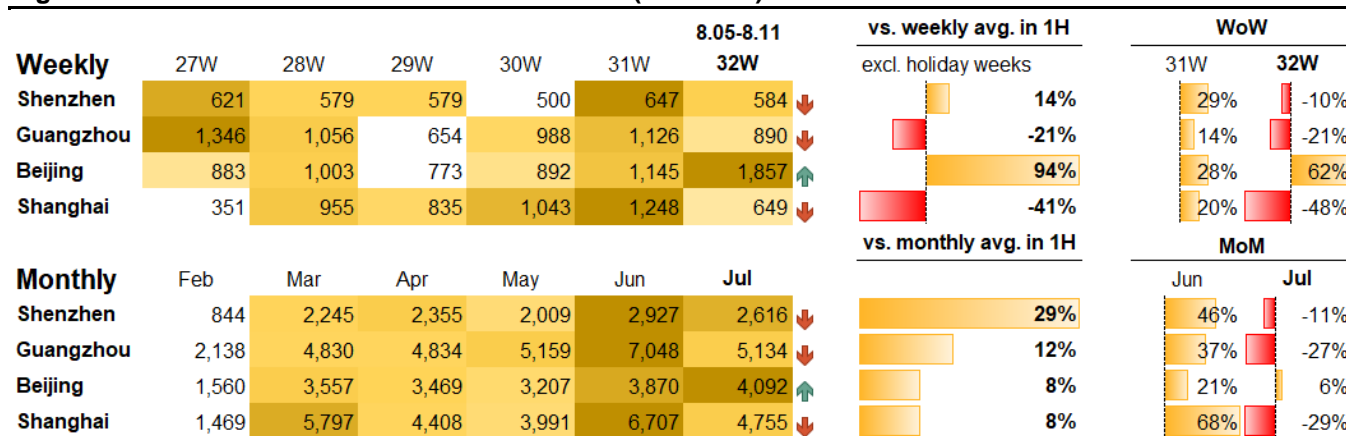 8.05-8.11 vs. weekly avg. in 1H WoW
Weekly 27W 28W 29W 30W 31W 32W excl. holiday weeks 31W 32W
Shenzhen 621 579 579 500 647 584 14% 29% -10%
Guangzhou 1,346 1,056 654 988 1,126 890 -21% 14% -21%
Beijing 883 1,003 773 892 1,145 1,857 94% 28% 62%
Shanghai 351 955 835 1,043 1,248 649 -41% 20% -48%
vs. monthly avg. in 1H MoM
Monthly Feb Mar Apr May Jun Jul Jun Jul
Shenzhen 844 2,245 2,355 2,009 2,927 2,616 29% 46% -11%
Guangzhou 2,138 4,830 4,834 5,159 7,048 5,134 12% 37% -27%
Beijing 1,560 3,557 3,469 3,207 3,870 4,092 8% 21% 6%
Shanghai 1,469 5,797 4,408 3,991 6,707 4,755 8% 68% -29%